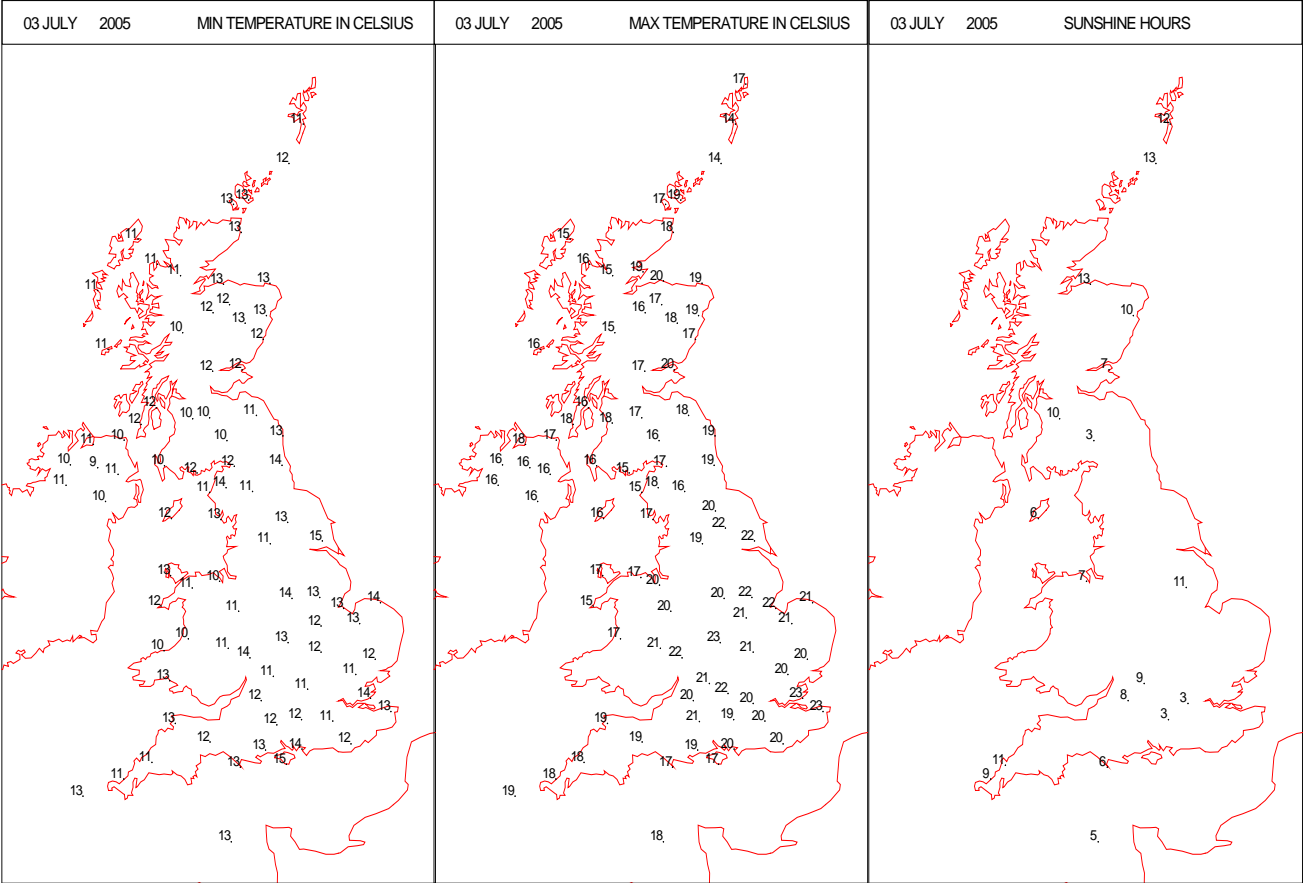 03 JULY 2005 MIN TEMPERATURE IN CELSIUS
11
12
13 13
13
11
11 11
11 13 13
12 12 13
13
10 12
11
12 12
12
12 10 10 11
11 10 10 13
10 9 11 10 12 12 14
11 11 14 11
10
12 13 13
13 15
13 11 10
12 11 14 13 13 14
12 13
10 10 11 13 12
14 12
13 11 11 11
12 14 13
13 12 12 11
12 13 14 12
11 13 15
11
13
13
03 JULY 2005 MAX TEMPERATURE IN CELSIUS
17
14
14
17 19
18
15
16 15 19 20 19
16 17 19
18
15 17
16
17 20
16
18 18 17 18
18 17 16 19
16 16 16 16 15 17 19
16 15 18 16
16
16 17 20
22
19 22
17 17 20
15 20 20 22 22 21
21 21
17 21 23 21
22 20
21 20
20 22 20 23
19 21 19 20 23
19 19 20 20
18 17 17
18
19
18
03 JULY 2005 SUNSHINE HOURS
12
13
13
10
7
10
3
6
7 11
9
8 3
3
11 6
9
5